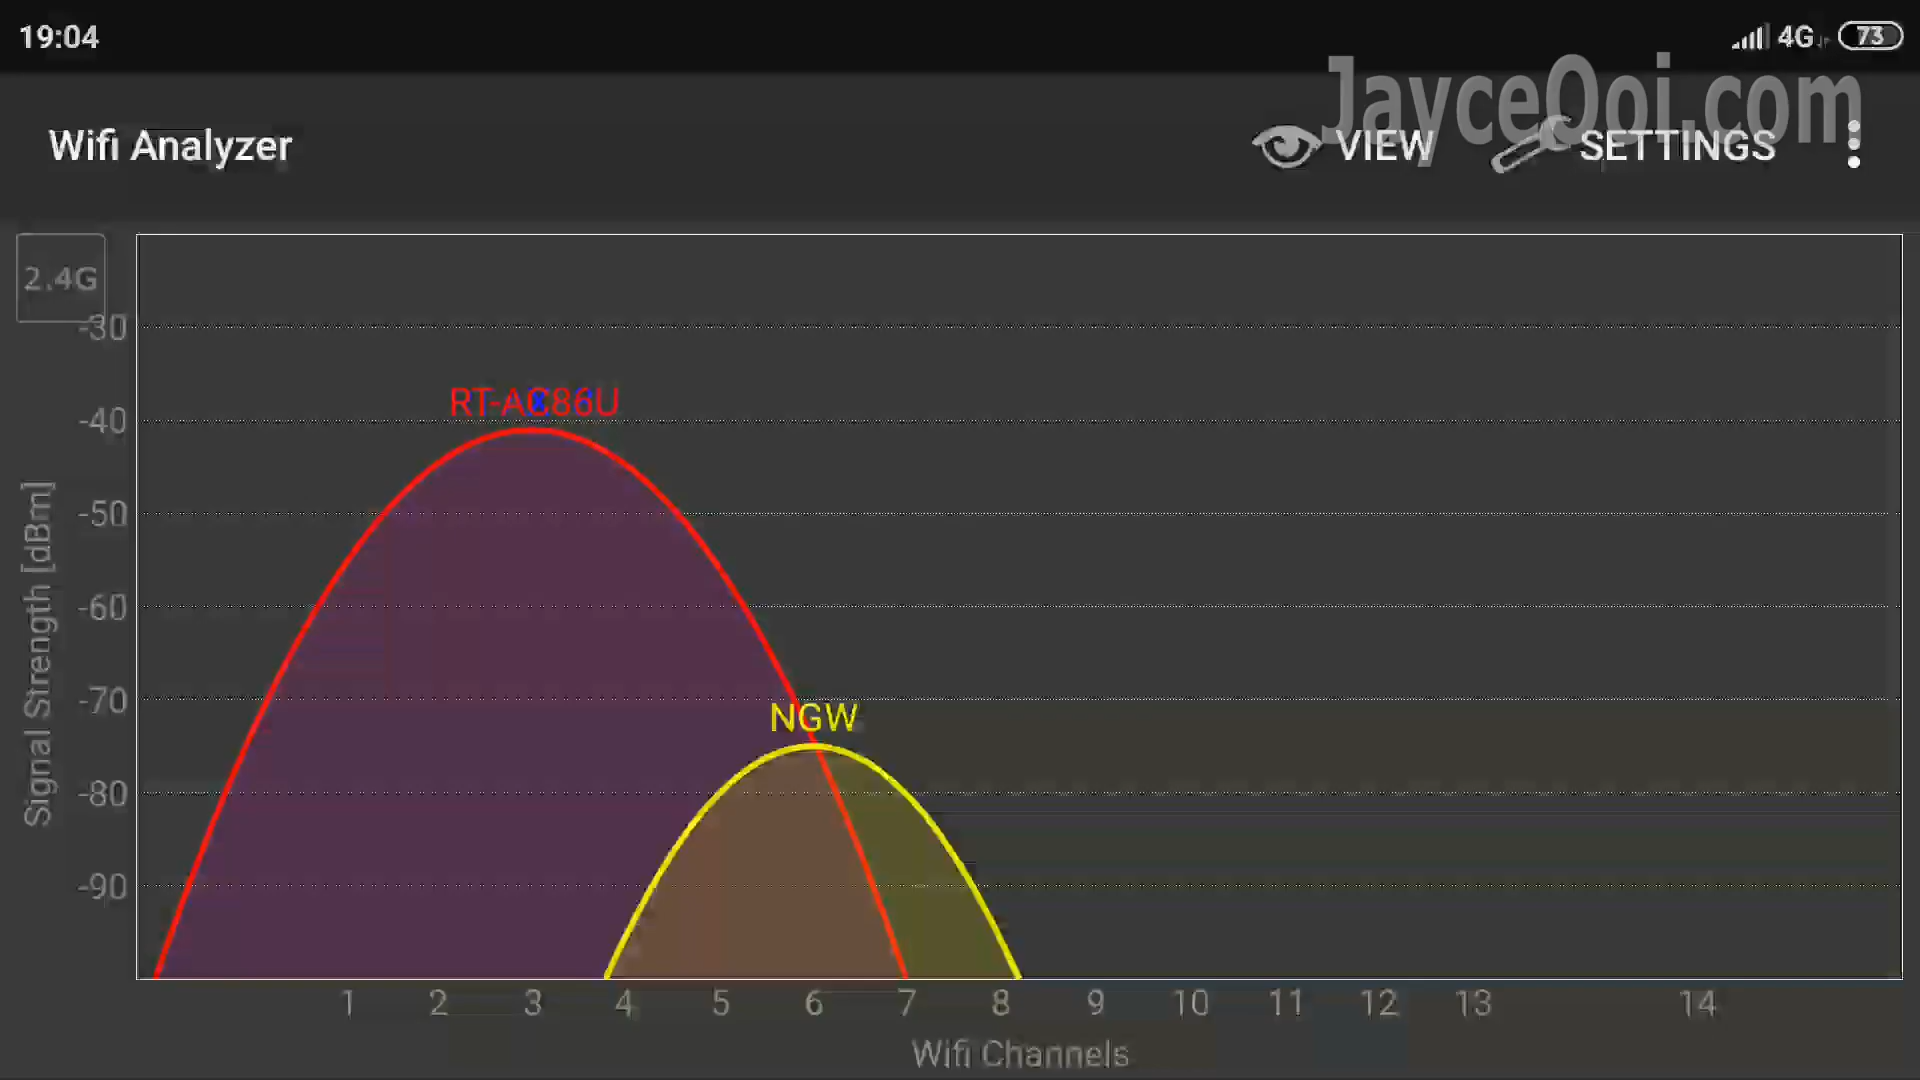 19:04
4G
73
JayceOoi.com
Wifi Analyzer
VIEW
SETTINGS
2.4G
-30
RT-AC86U
-40
-50
-60
-70
NGW
-80
-90
Signal Strength [dBm]
1 2 3 4 5 6 7 8 9 10 11 12 13 14
Wifi Channels